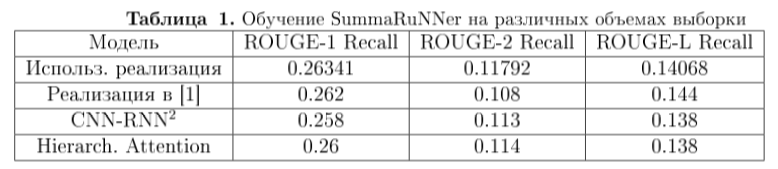 Таблица 1. Обучение SummaRuNNer на различных объемах выборки
Модель ROUGE-1 Recall ROUGE-2 Recall ROUGE-L Recall
Использ. реализация 0.26341 0.11792 0.14068
Реализация в [1] 0.262 0.108 0.144
CNN-RNN² 0.258 0.113 0.138
Hierarch. Attention 0.26 0.114 0.138